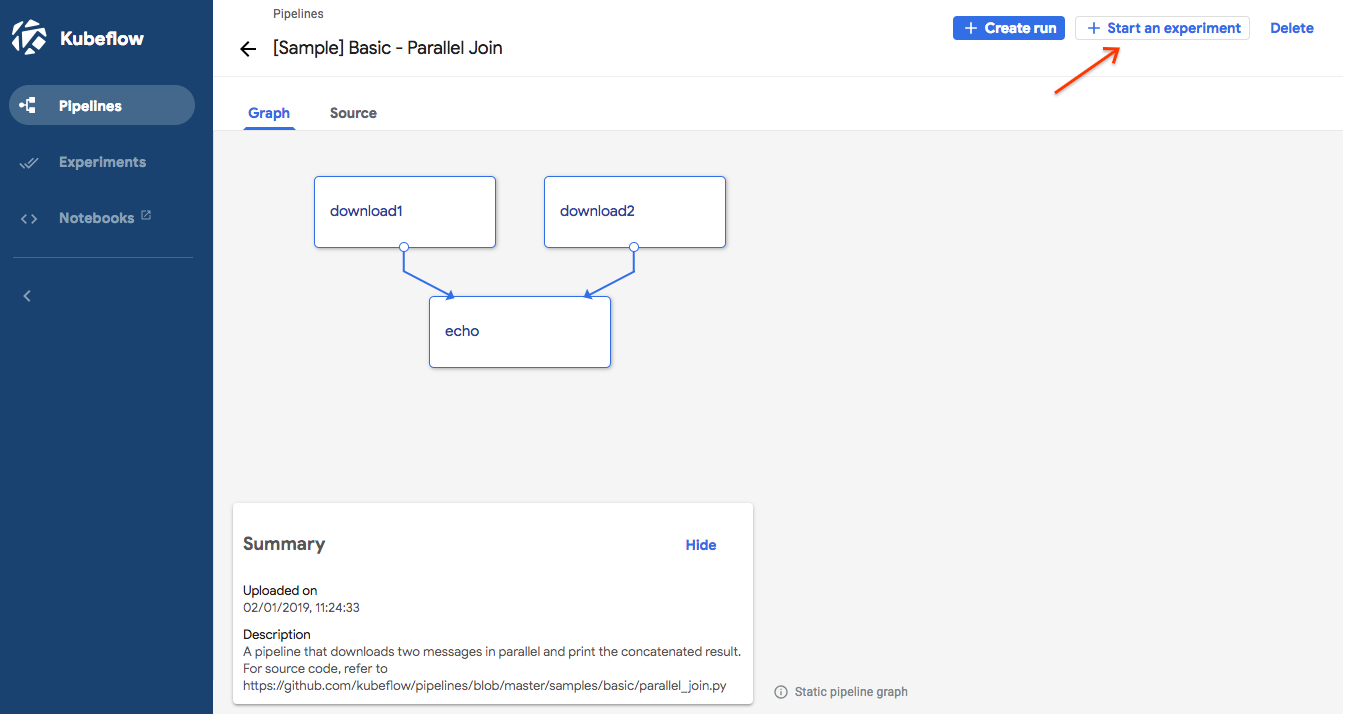 Kubeflow
Pipelines
Experiments
Notebooks
Pipelines
[Sample] Basic - Parallel Join
+ Create run
+ Start an experiment
Delete
Graph
Source
download1
download2
echo
Summary
Hide
Uploaded on
02/01/2019, 11:24:33
Description
A pipeline that downloads two messages in parallel and print the concatenated result.
For source code, refer to
https://github.com/kubeflow/pipelines/blob/master/samples/basic/parallel_join.py
Static pipeline graph